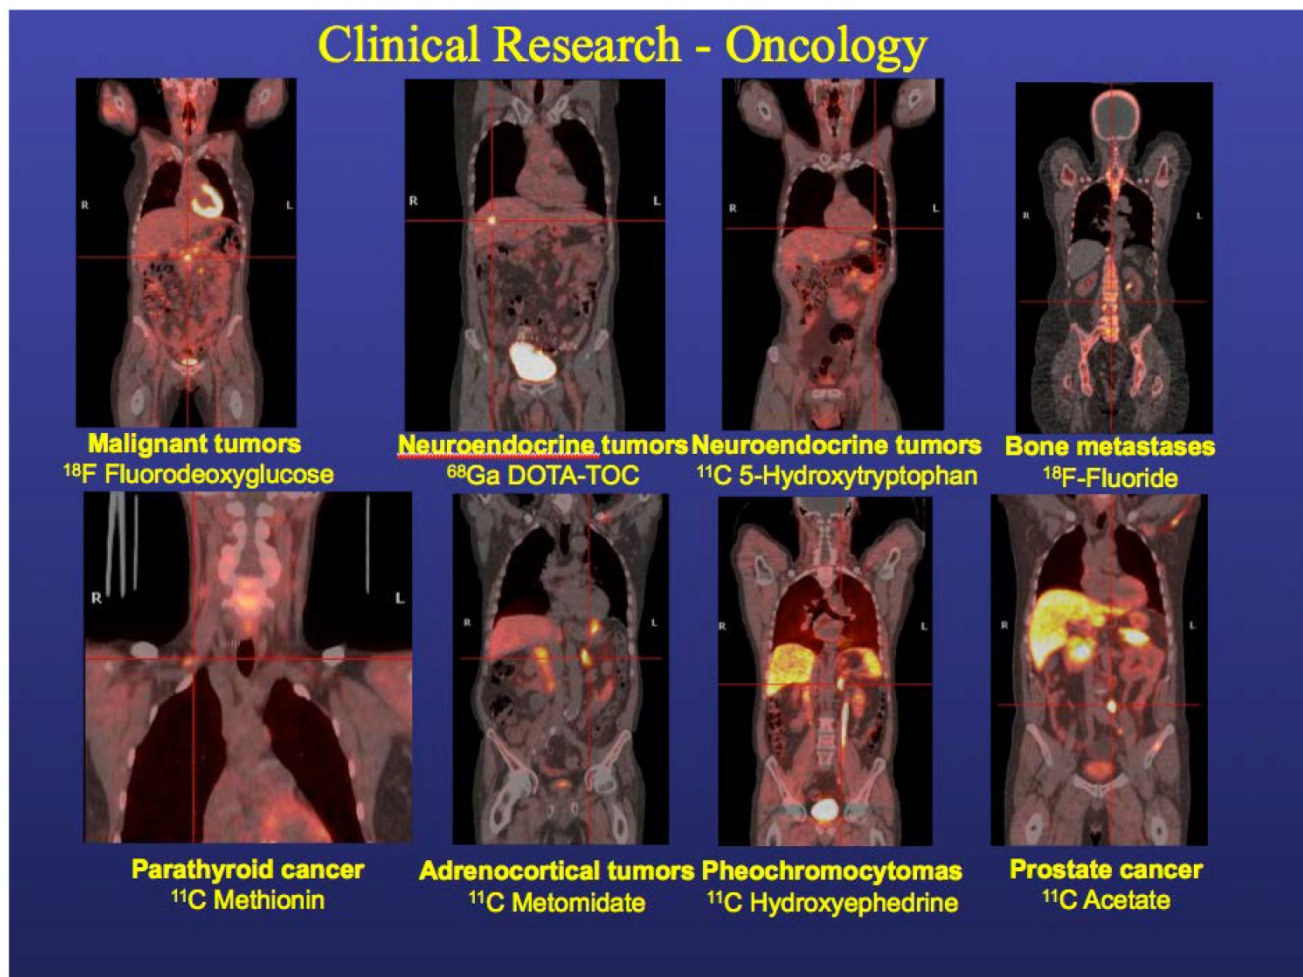 Clinical Research - Oncology
R
L
R
L
R
L
R
L
Malignant tumors
¹⁸F Fluorodeoxyglucose
Neuroendocrine tumors
⁶⁸Ga DOTA-TOC
Neuroendocrine tumors
¹¹C 5-Hydroxytryptophan
Bone metastases
¹⁸F-Fluoride
R
L
R
L
R
L
R
L
Parathyroid cancer
¹¹C Methionin
Adrenocortical tumors
¹¹C Metomidate
Pheochromocytomas
¹¹C Hydroxyephedrine
Prostate cancer
¹¹C Acetate